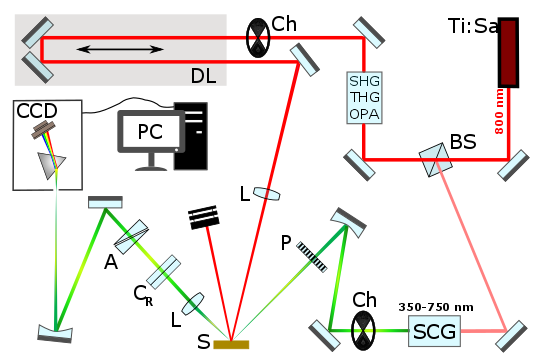 Ch
Ti:Sa
DL
SHG
THG
OPA
800 nm
CCD
PC
BS
L
A
P
C_R
L
Ch
350-750 nm
SCG
S